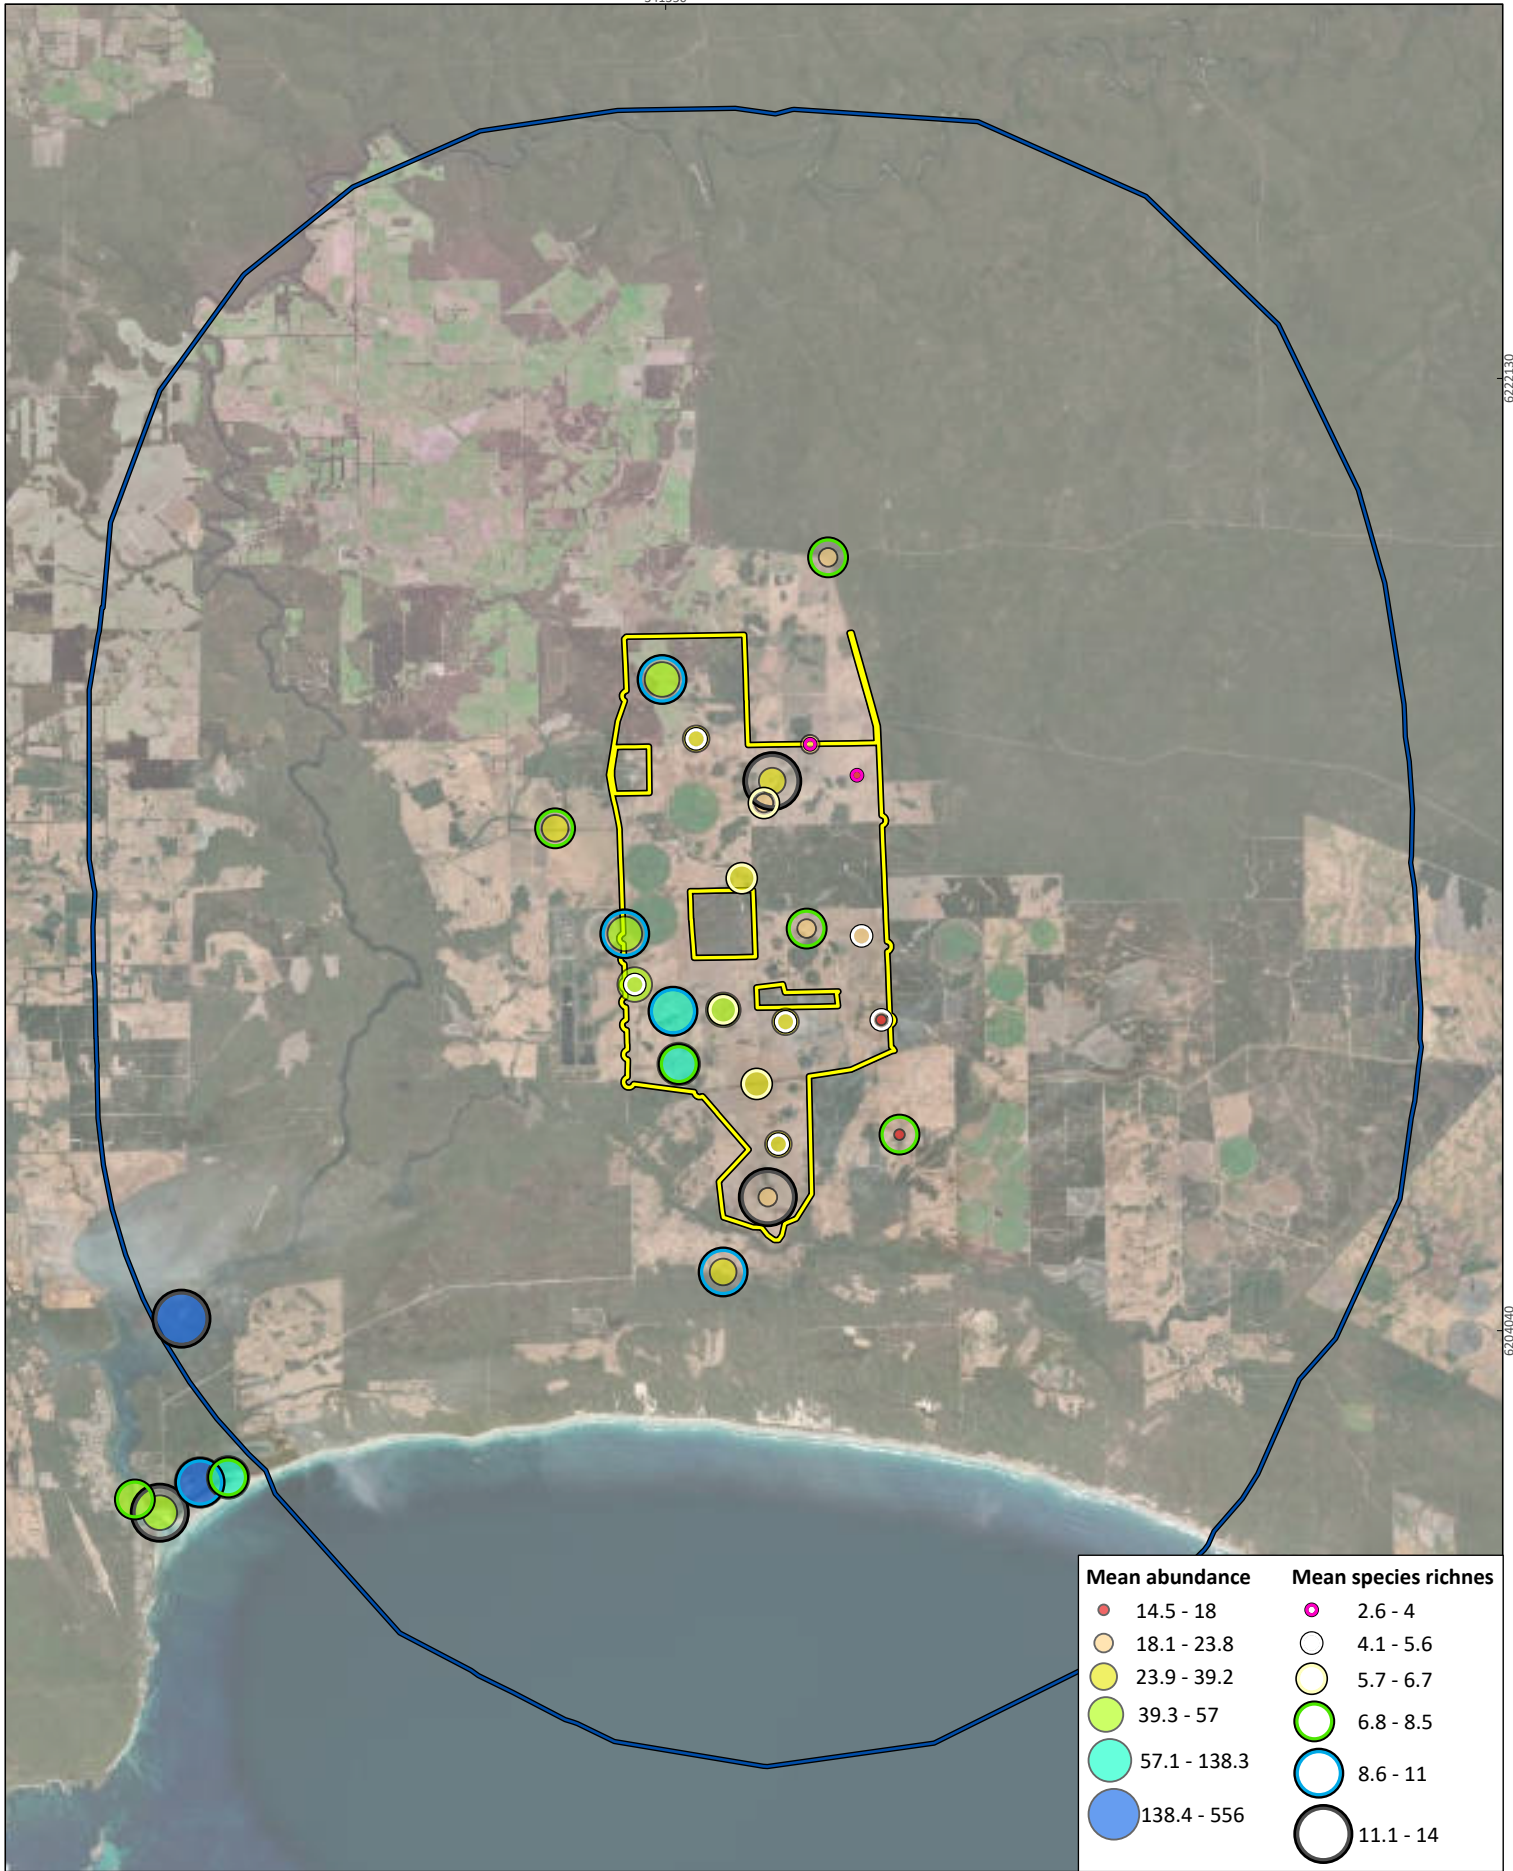 6222130
6204040
Mean abundance
14.5 - 18
18.1 - 23.8
23.9 - 39.2
39.3 - 57
57.1 - 138.3
138.4 - 556
Mean species richnes
2.6 - 4
4.1 - 5.6
5.7 - 6.7
6.8 - 8.5
8.6 - 11
11.1 - 14